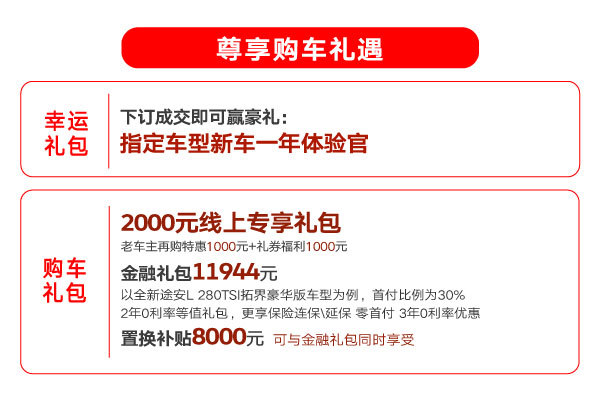 尊享购车礼遇
幸运
礼包
下订成交即可赢豪礼：
指定车型新车一年体验官
购车
礼包
2000元线上专享礼包
老车主再购特惠1000元+礼券福利1000元
金融礼包11944元
以全新途安L 280TSI拓界豪华版车型为例，首付比例为30%
2年0利率等值礼包，更享保险连保\延保 零首付 3年0利率优惠
置换补贴8000元 可与金融礼包同时享受